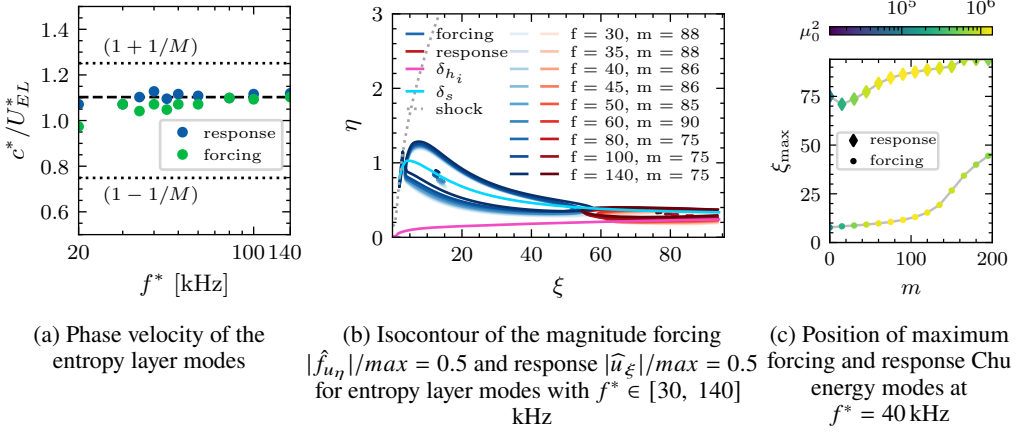 1.4
1.2
1.0
0.8
0.6
c*/U*EL
(1 + 1/M)
response
forcing
(1 − 1/M)
20
100
140
f* [kHz]
η
3
2
1
0
forcing
response
δhi
δs
shock
f = 30, m = 88
f = 35, m = 88
f = 40, m = 86
f = 45, m = 86
f = 50, m = 85
f = 60, m = 90
f = 80, m = 75
f = 100, m = 75
f = 140, m = 75
20
40
60
80
ξ
10⁵
10⁶
ξmax
75
50
25
0
response
forcing
0
100
200
m
(a) Phase velocity of the
entropy layer modes
(b) Isocontour of the magnitude forcing
|f̂uη|/max = 0.5 and response |ûξ|/max = 0.5
for entropy layer modes with f* ∈ [30, 140]
kHz
(c) Position of maximum
forcing and response Chu
energy modes at
f* = 40 kHz